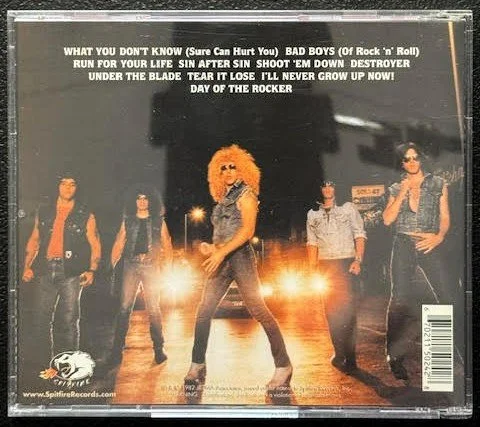 WHAT YOU DON'T KNOW (Sure Can Hurt You) BAD BOYS (Of Rock 'n' Roll)
RUN FOR YOUR LIFE SIN AFTER SIN SHOOT 'EM DOWN DESTROYER
UNDER THE BLADE TEAR IT LOSE I'LL NEVER GROW UP NOW!
DAY OF THE ROCKER
SPITFIRE
www.SpitfireRecords.com